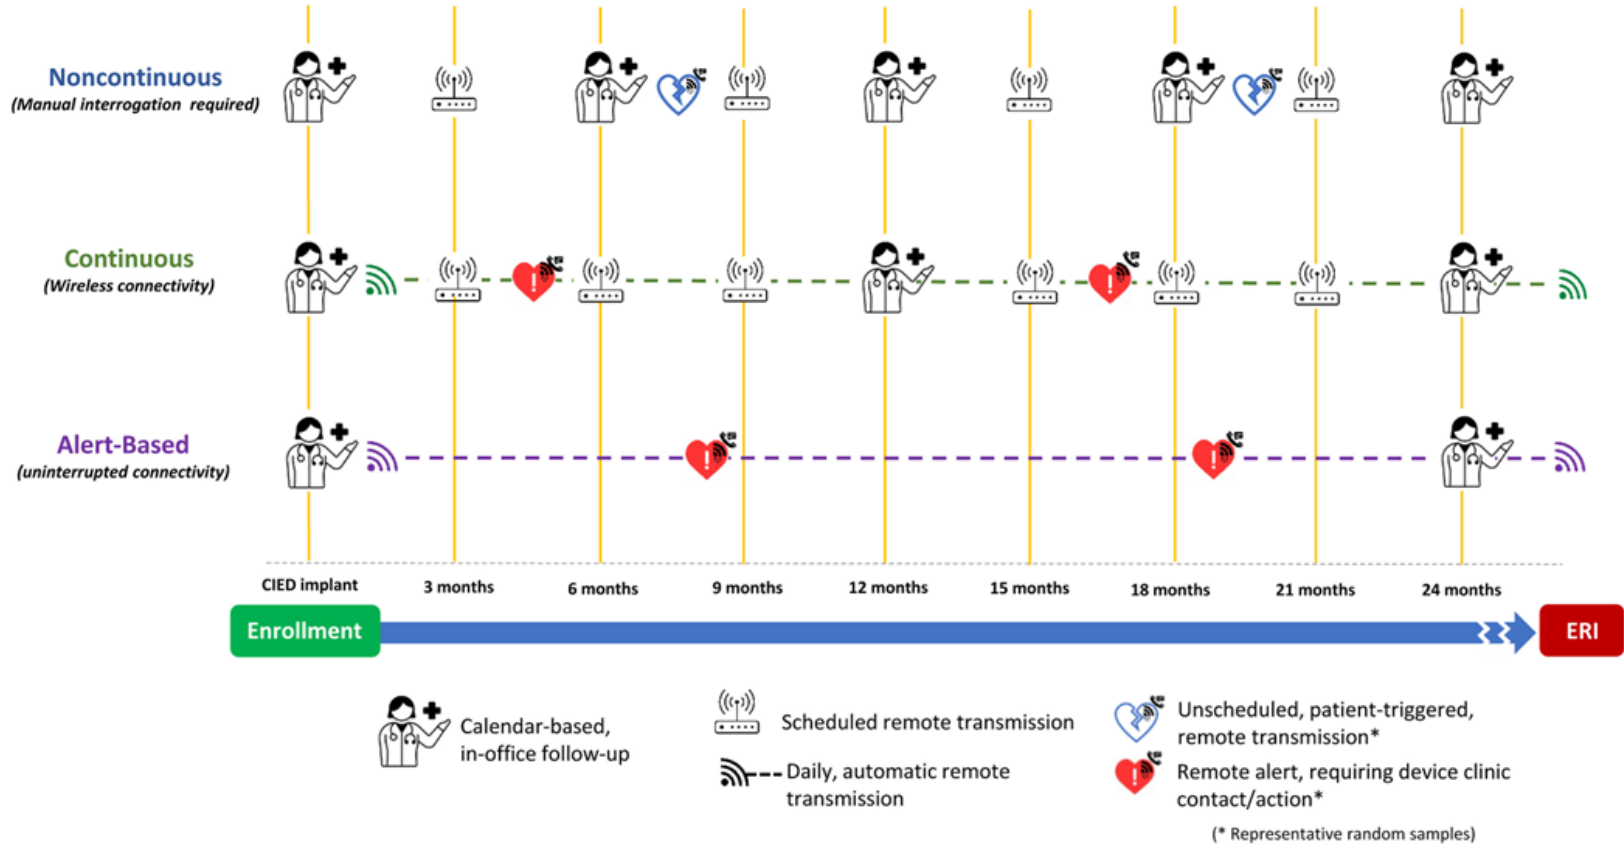 Noncontinuous
(Manual interrogation required)
Continuous
(Wireless connectivity)
Alert-Based
(uninterrupted connectivity)
CIED implant
3 months
6 months
9 months
12 months
15 months
18 months
21 months
24 months
Enrollment
ERI
Calendar-based,
in-office follow-up
Scheduled remote transmission
Daily, automatic remote
transmission
Unscheduled, patient-triggered,
remote transmission*
Remote alert, requiring device clinic
contact/action*
(* Representative random samples)